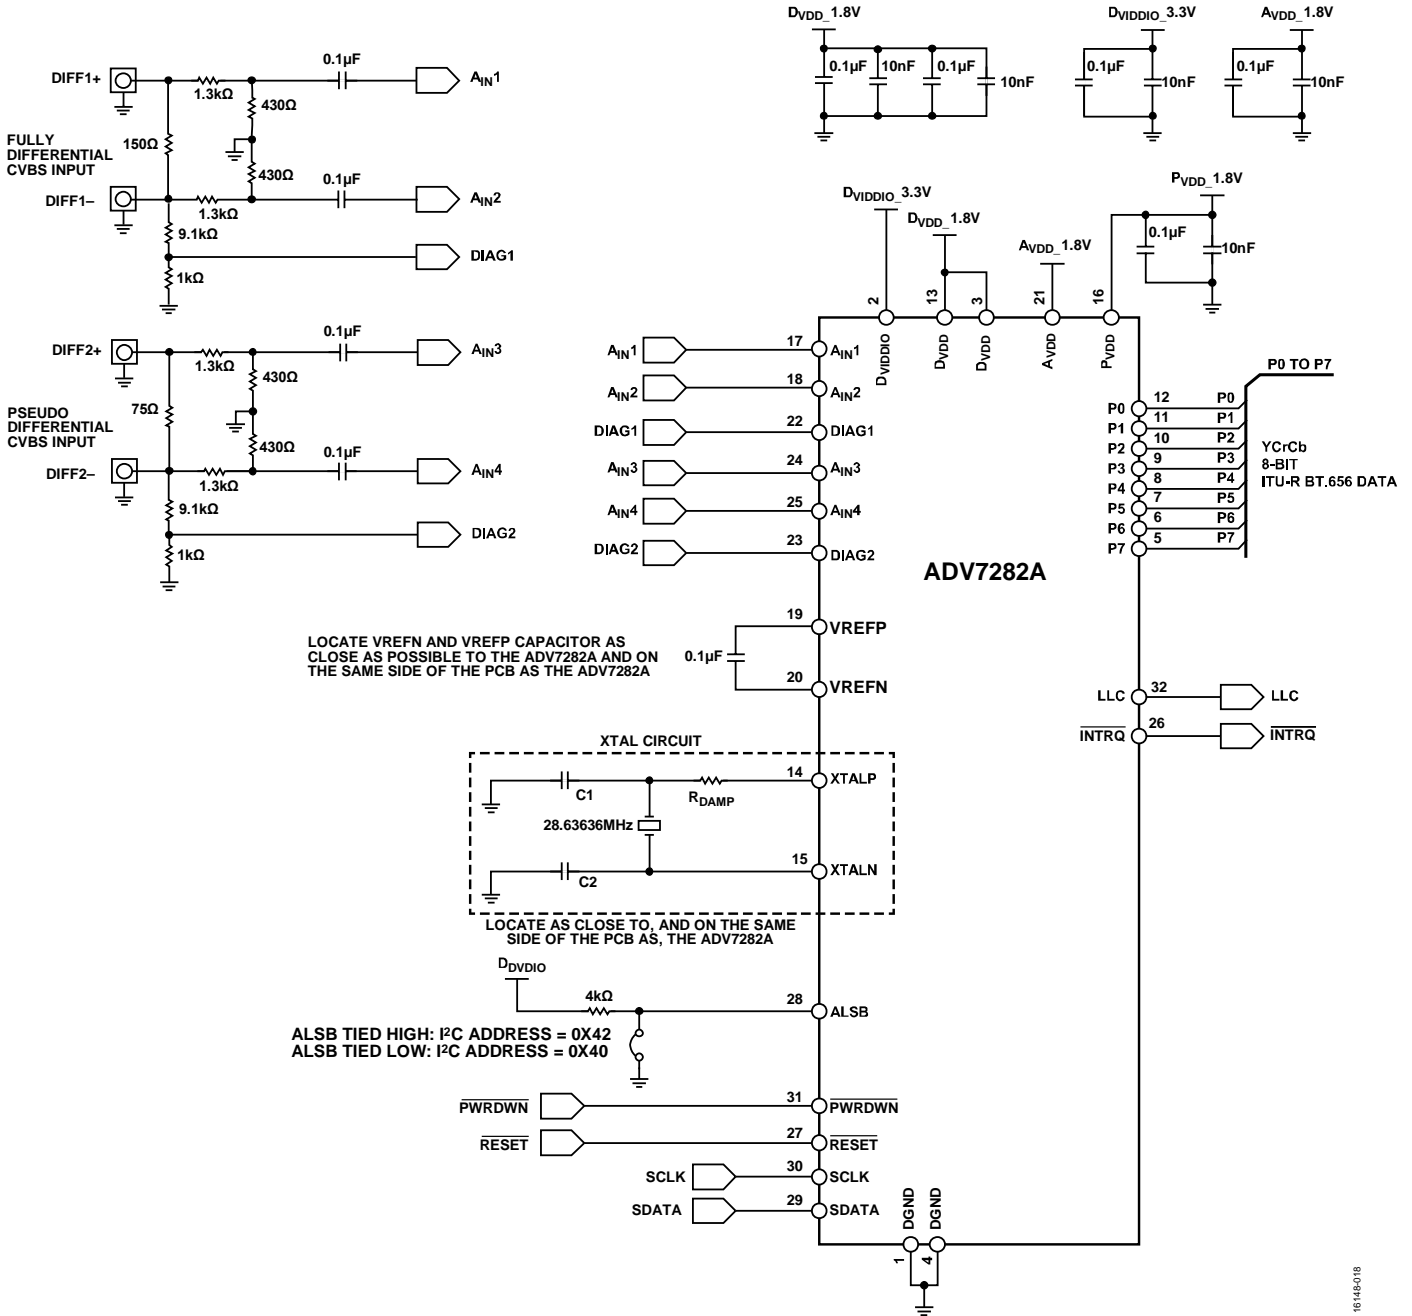 DVDD_1.8V
0.1µF
10nF
0.1µF
10nF
DVIDDIO_3.3V
0.1µF
10nF
AVDD_1.8V
0.1µF
10nF
DIFF1+
1.3kΩ
0.1µF
AIN1
430Ω
FULLY
DIFFERENTIAL
CVBS INPUT
150Ω
430Ω
0.1µF
DIFF1–
1.3kΩ
AIN2
9.1kΩ
DIAG1
1kΩ
DIFF2+
1.3kΩ
0.1µF
AIN3
430Ω
PSEUDO
DIFFERENTIAL
CVBS INPUT
75Ω
430Ω
0.1µF
DIFF2–
1.3kΩ
AIN4
9.1kΩ
DIAG2
1kΩ
DVIDDIO_3.3V
DVDD_1.8V
AVDD_1.8V
PVDD_1.8V
0.1µF
10nF
2
13
3
21
16
DVIDDIO
DVDD
DVDD
AVDD
PVDD
AIN1
17
AIN1
AIN2
18
AIN2
DIAG1
22
DIAG1
AIN3
24
AIN3
AIN4
25
AIN4
DIAG2
23
DIAG2
ADV7282A
P0 TO P7
P0
12
P0
P1
11
P1
P2
10
P2
P3
9
P3
P4
8
P4
P5
7
P5
P6
6
P6
P7
5
P7
YCrCb
8-BIT
ITU-R BT.656 DATA
LOCATE VREFN AND VREFP CAPACITOR AS
CLOSE AS POSSIBLE TO THE ADV7282A AND ON
THE SAME SIDE OF THE PCB AS THE ADV7282A
0.1µF
19
VREFP
20
VREFN
LLC
32
LLC
INTRQ
26
INTRQ
XTAL CIRCUIT
C1
RDAMP
14
XTALP
28.63636MHz
C2
15
XTALN
LOCATE AS CLOSE TO, AND ON THE SAME
SIDE OF THE PCB AS, THE ADV7282A
DDVDIO
4kΩ
28
ALSB
ALSB TIED HIGH: I²C ADDRESS = 0X42
ALSB TIED LOW: I²C ADDRESS = 0X40
PWRDWN
31
PWRDWN
RESET
27
RESET
SCLK
30
SCLK
SDATA
29
SDATA
DGND
DGND
1
4
16148-018